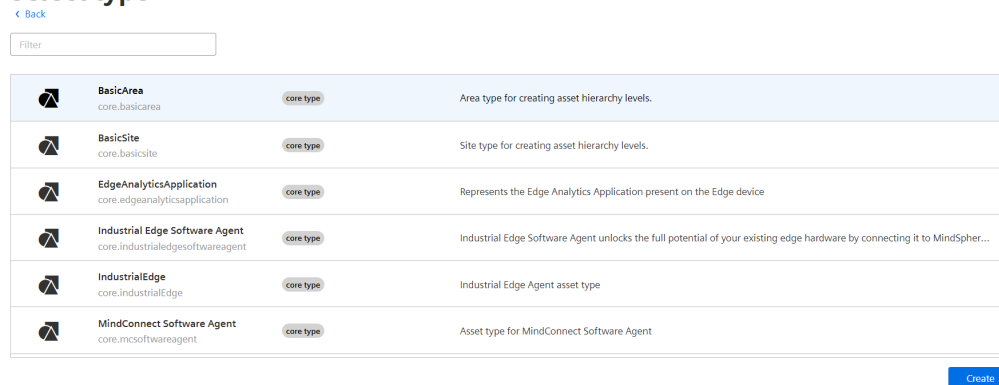 Back
Filter
BasicArea
core.basicarea
core type
Area type for creating asset hierarchy levels.
BasicSite
core.basicsite
core type
Site type for creating asset hierarchy levels.
EdgeAnalyticsApplication
core.edgeanalyticsapplication
core type
Represents the Edge Analytics Application present on the Edge device
Industrial Edge Software Agent
core.industrialedgesoftwareagent
core type
Industrial Edge Software Agent unlocks the full potential of your existing edge hardware by connecting it to MindSpher...
IndustrialEdge
core.industrialEdge
core type
Industrial Edge Agent asset type
MindConnect Software Agent
core.mcsoftwareagent
core type
Asset type for MindConnect Software Agent
Create